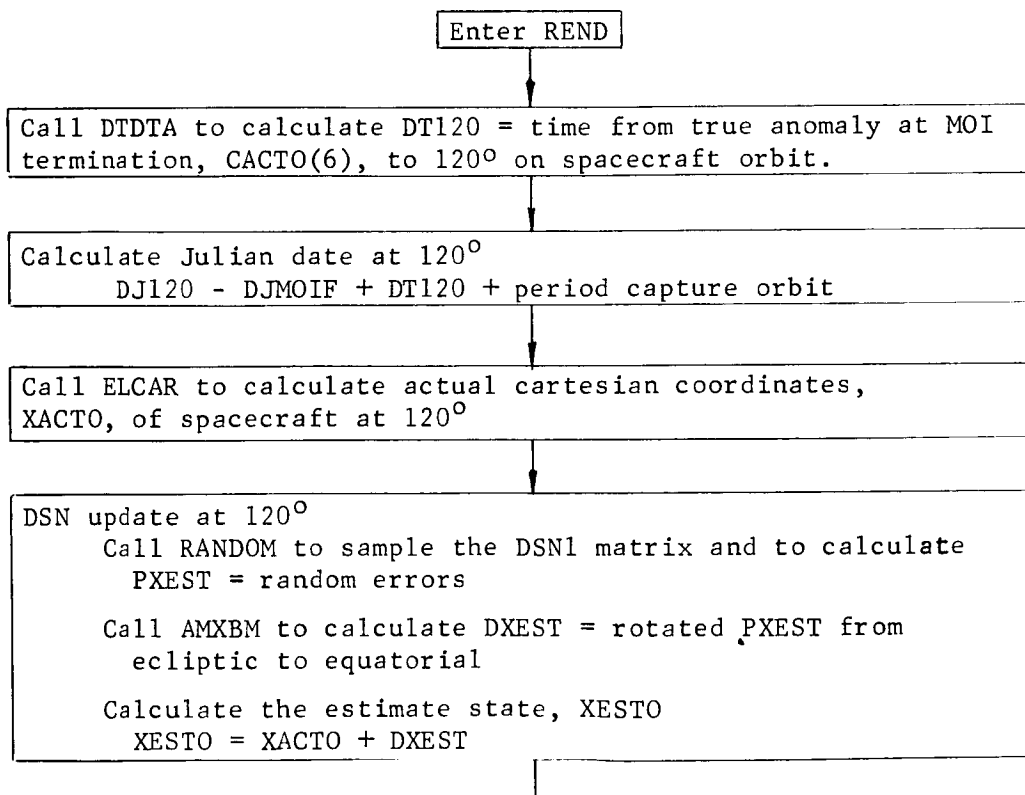 Enter REND
Call DTDTA to calculate DT120 = time from true anomaly at MOI
termination, CACTO(6), to 120° on spacecraft orbit.
Calculate Julian date at 120°
DJ120 - DJMOIF + DT120 + period capture orbit
Call ELCAR to calculate actual cartesian coordinates,
XACTO, of spacecraft at 120°
DSN update at 120°
Call RANDOM to sample the DSN1 matrix and to calculate
PXEST = random errors
Call AMXBM to calculate DXEST = rotated PXEST from
ecliptic to equatorial
Calculate the estimate state, XESTO
XESTO = XACTO + DXEST